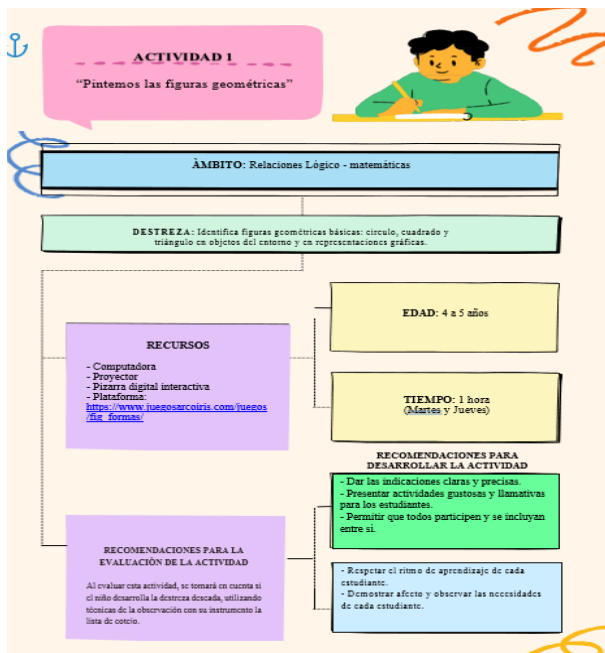 ACTIVIDAD 1
“Pintemos las figuras geométricas”
ÀMBITO: Relaciones Lógico - matemáticas
DESTREZA: Identifica figuras geométricas básicas: círculo, cuadrado y
triángulo en objetos del entorno y en representaciones gráficas.
EDAD: 4 a 5 años
RECURSOS
- Computadora
- Proyector
- Pizarra digital interactiva
- Plataforma:
https://www.juegosarcoiris.com/juegos
/fig_formas/
TIEMPO: 1 hora
(Martes y Jueves)
RECOMENDACIONES PARA
DESARROLLAR LA ACTIVIDAD
- Dar las indicaciones claras y precisas.
- Presentar actividades gustosas y llamativas
para los estudiantes.
- Permitir que todos participen y se incluyan
entre sí.
RECOMENDACIONES PARA LA
EVALUACIÒN DE LA ACTIVIDAD
Al evaluar esta actividad, se tomará en cuenta si
el niño desarrolla la destreza deseada, utilizando
técnicas de la observación con su instrumento la
lista de cotejo.
- Respetar el ritmo de aprendizaje de cada
estudiante.
- Demostrar afecto y observar las necesidades
de cada estudiante.